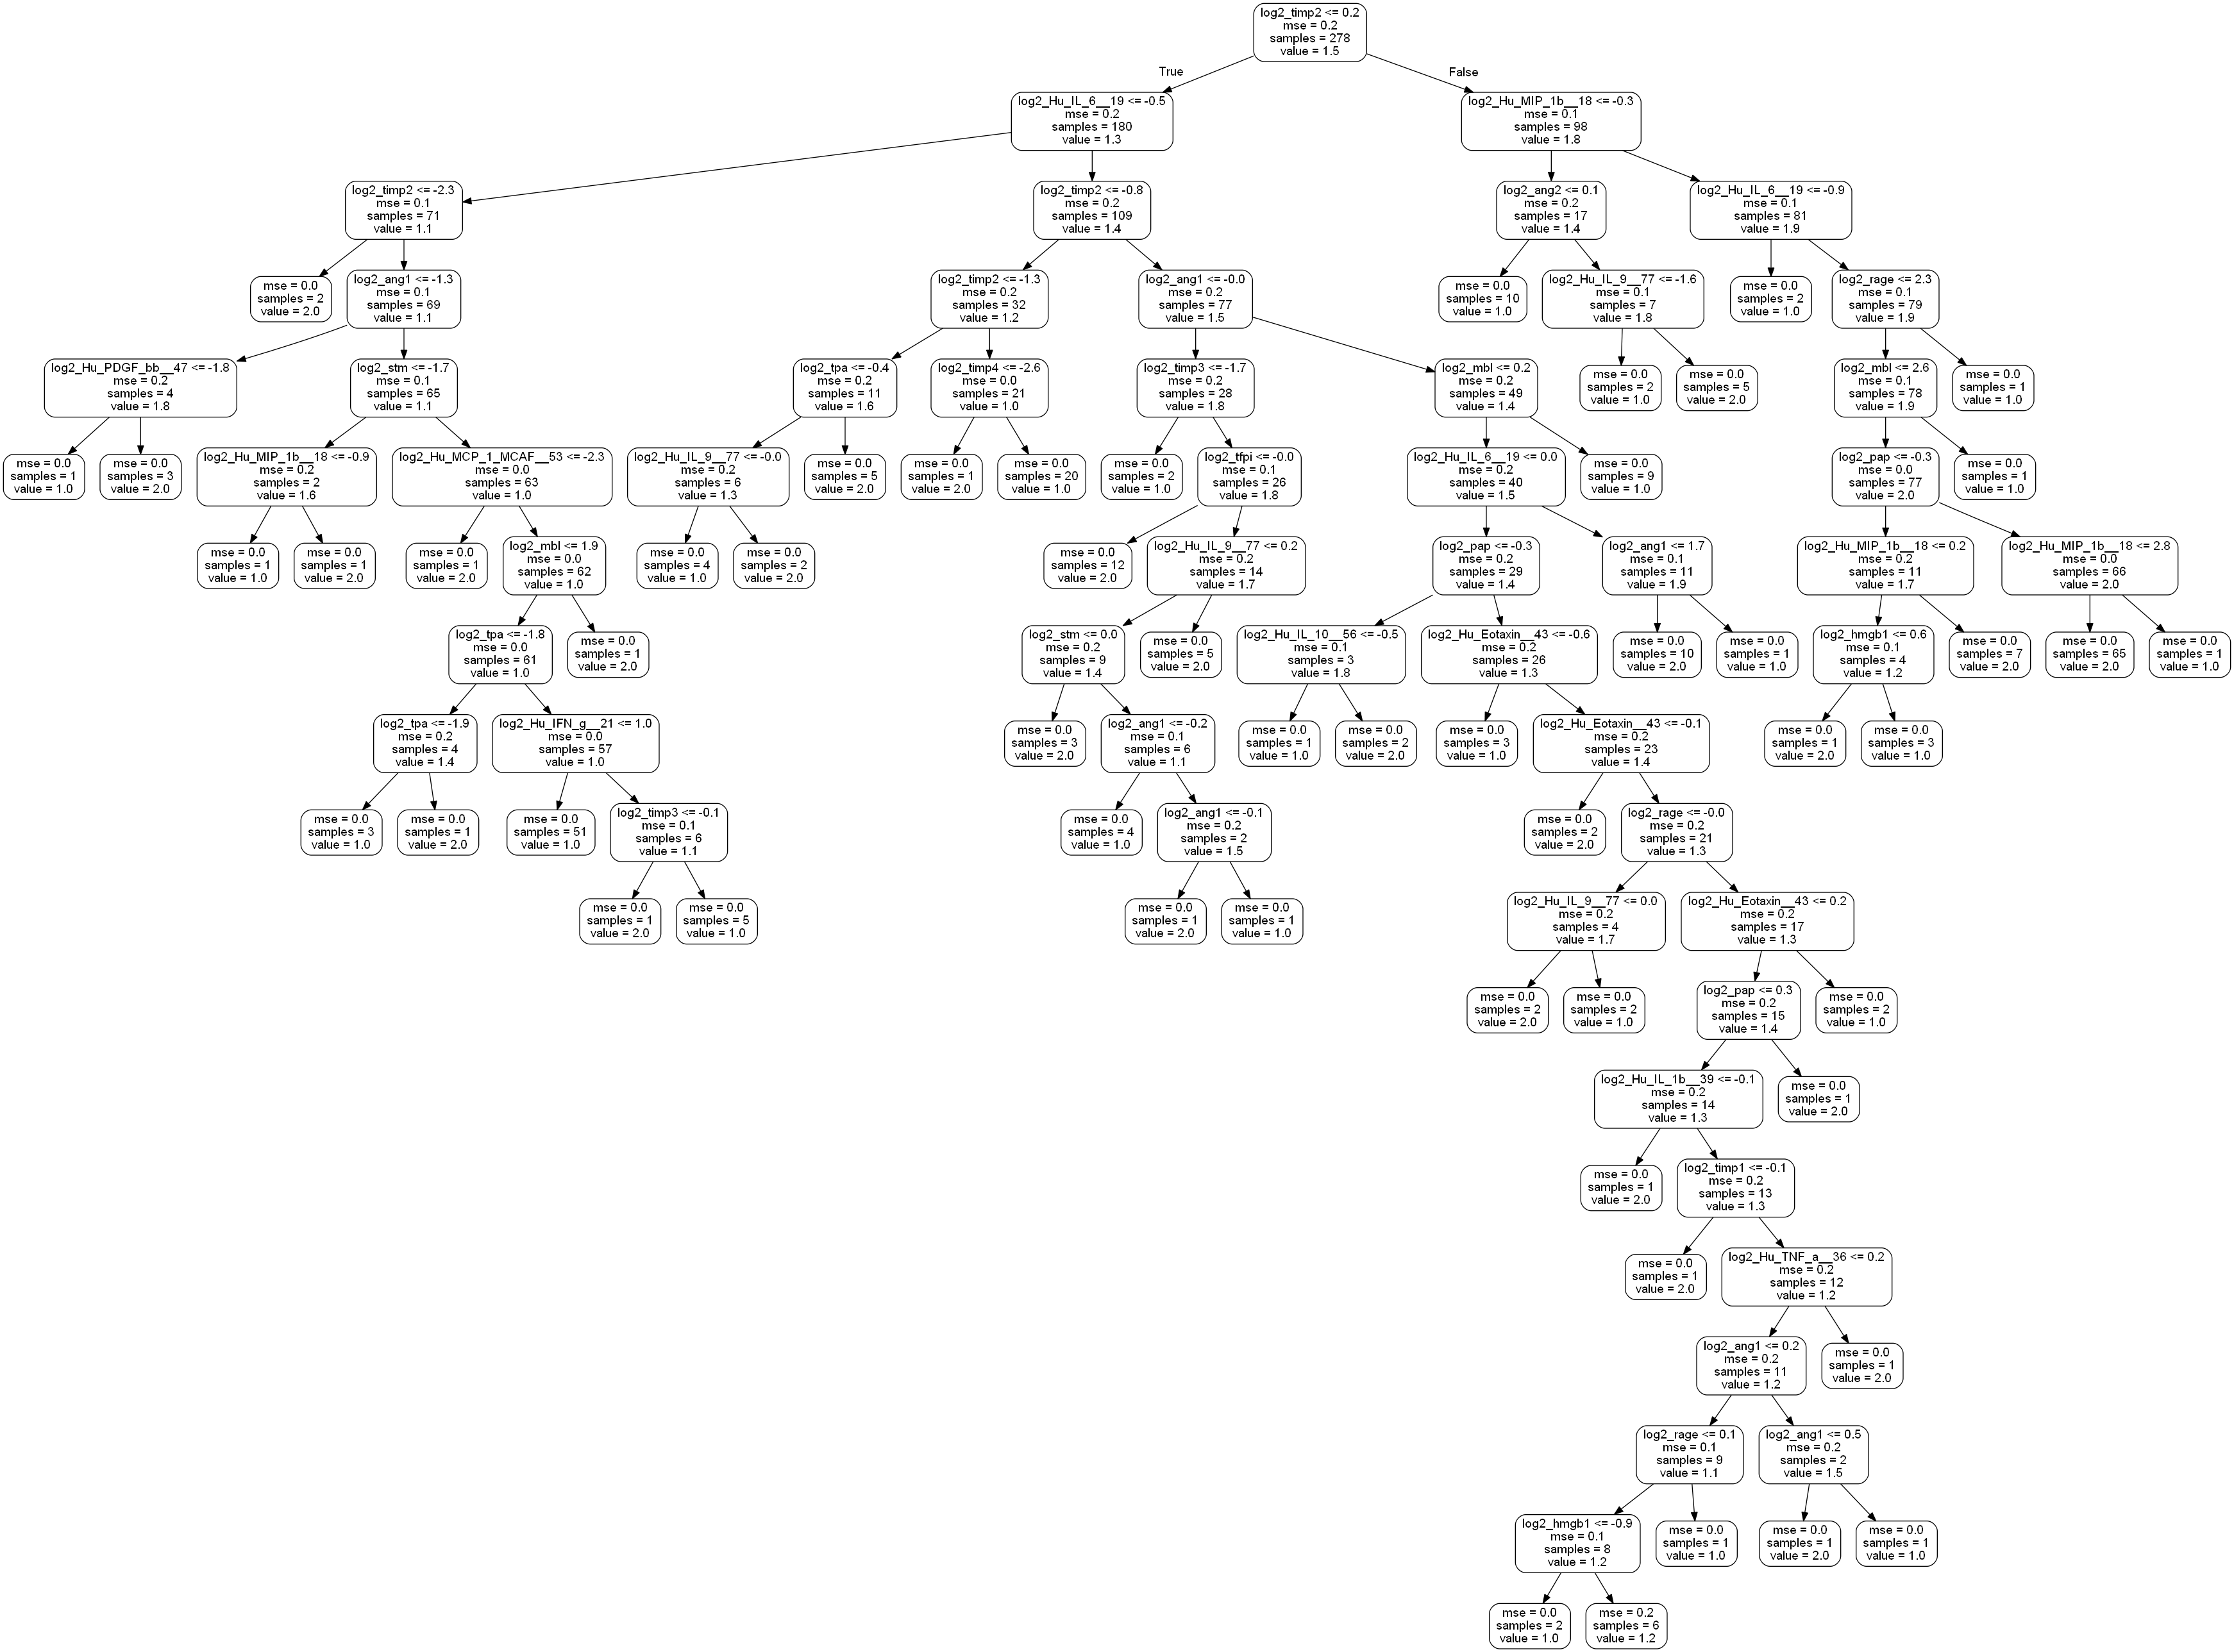 log2_timp2 <= 0.2
mse = 0.2
samples = 278
value = 1.5
True
False
log2_Hu_IL_6__19 <= -0.5
mse = 0.2
samples = 180
value = 1.3
log2_Hu_MIP_1b__18 <= -0.3
mse = 0.1
samples = 98
value = 1.8
log2_timp2 <= -2.3
mse = 0.1
samples = 71
value = 1.1
log2_timp2 <= -0.8
mse = 0.2
samples = 109
value = 1.4
log2_ang2 <= 0.1
mse = 0.2
samples = 17
value = 1.4
log2_Hu_IL_6__19 <= -0.9
mse = 0.1
samples = 81
value = 1.9
mse = 0.0
samples = 2
value = 2.0
log2_ang1 <= -1.3
mse = 0.1
samples = 69
value = 1.1
log2_timp2 <= -1.3
mse = 0.2
samples = 32
value = 1.2
log2_ang1 <= -0.0
mse = 0.2
samples = 77
value = 1.5
mse = 0.0
samples = 10
value = 1.0
log2_Hu_IL_9__77 <= -1.6
mse = 0.1
samples = 7
value = 1.8
mse = 0.0
samples = 2
value = 1.0
log2_rage <= 2.3
mse = 0.1
samples = 79
value = 1.9
log2_Hu_PDGF_bb__47 <= -1.8
mse = 0.2
samples = 4
value = 1.8
log2_stm <= -1.7
mse = 0.1
samples = 65
value = 1.1
log2_tpa <= -0.4
mse = 0.2
samples = 11
value = 1.6
log2_timp4 <= -2.6
mse = 0.0
samples = 21
value = 1.0
log2_timp3 <= -1.7
mse = 0.2
samples = 28
value = 1.8
log2_mbl <= 0.2
mse = 0.2
samples = 49
value = 1.4
mse = 0.0
samples = 2
value = 1.0
mse = 0.0
samples = 5
value = 2.0
log2_mbl <= 2.6
mse = 0.1
samples = 78
value = 1.9
mse = 0.0
samples = 1
value = 1.0
mse = 0.0
samples = 1
value = 1.0
mse = 0.0
samples = 3
value = 2.0
log2_Hu_MIP_1b__18 <= -0.9
mse = 0.2
samples = 2
value = 1.6
log2_Hu_MCP_1_MCAF__53 <= -2.3
mse = 0.0
samples = 63
value = 1.0
log2_Hu_IL_9__77 <= -0.0
mse = 0.2
samples = 6
value = 1.3
mse = 0.0
samples = 5
value = 2.0
mse = 0.0
samples = 1
value = 2.0
mse = 0.0
samples = 20
value = 1.0
mse = 0.0
samples = 2
value = 1.0
log2_tfpi <= -0.0
mse = 0.1
samples = 26
value = 1.8
log2_Hu_IL_6__19 <= 0.0
mse = 0.2
samples = 40
value = 1.5
mse = 0.0
samples = 9
value = 1.0
log2_pap <= -0.3
mse = 0.0
samples = 77
value = 2.0
mse = 0.0
samples = 1
value = 1.0
mse = 0.0
samples = 1
value = 1.0
mse = 0.0
samples = 1
value = 2.0
mse = 0.0
samples = 1
value = 2.0
log2_mbl <= 1.9
mse = 0.0
samples = 62
value = 1.0
mse = 0.0
samples = 4
value = 1.0
mse = 0.0
samples = 2
value = 2.0
mse = 0.0
samples = 12
value = 2.0
log2_Hu_IL_9__77 <= 0.2
mse = 0.2
samples = 14
value = 1.7
log2_pap <= -0.3
mse = 0.2
samples = 29
value = 1.4
log2_ang1 <= 1.7
mse = 0.1
samples = 11
value = 1.9
log2_Hu_MIP_1b__18 <= 0.2
mse = 0.2
samples = 11
value = 1.7
log2_Hu_MIP_1b__18 <= 2.8
mse = 0.0
samples = 66
value = 2.0
log2_tpa <= -1.8
mse = 0.0
samples = 61
value = 1.0
mse = 0.0
samples = 1
value = 2.0
log2_stm <= 0.0
mse = 0.2
samples = 9
value = 1.4
mse = 0.0
samples = 5
value = 2.0
log2_Hu_IL_10__56 <= -0.5
mse = 0.1
samples = 3
value = 1.8
log2_Hu_Eotaxin__43 <= -0.6
mse = 0.2
samples = 26
value = 1.3
mse = 0.0
samples = 10
value = 2.0
mse = 0.0
samples = 1
value = 1.0
log2_hmgb1 <= 0.6
mse = 0.1
samples = 4
value = 1.2
mse = 0.0
samples = 7
value = 2.0
mse = 0.0
samples = 65
value = 2.0
mse = 0.0
samples = 1
value = 1.0
log2_tpa <= -1.9
mse = 0.2
samples = 4
value = 1.4
log2_Hu_IFN_g__21 <= 1.0
mse = 0.0
samples = 57
value = 1.0
mse = 0.0
samples = 3
value = 2.0
log2_ang1 <= -0.2
mse = 0.1
samples = 6
value = 1.1
mse = 0.0
samples = 1
value = 1.0
mse = 0.0
samples = 2
value = 2.0
mse = 0.0
samples = 3
value = 1.0
log2_Hu_Eotaxin__43 <= -0.1
mse = 0.2
samples = 23
value = 1.4
mse = 0.0
samples = 1
value = 2.0
mse = 0.0
samples = 3
value = 1.0
mse = 0.0
samples = 3
value = 1.0
mse = 0.0
samples = 1
value = 2.0
mse = 0.0
samples = 51
value = 1.0
log2_timp3 <= -0.1
mse = 0.1
samples = 6
value = 1.1
mse = 0.0
samples = 4
value = 1.0
log2_ang1 <= -0.1
mse = 0.2
samples = 2
value = 1.5
mse = 0.0
samples = 2
value = 2.0
log2_rage <= -0.0
mse = 0.2
samples = 21
value = 1.3
mse = 0.0
samples = 1
value = 2.0
mse = 0.0
samples = 5
value = 1.0
mse = 0.0
samples = 1
value = 2.0
mse = 0.0
samples = 1
value = 1.0
log2_Hu_IL_9__77 <= 0.0
mse = 0.2
samples = 4
value = 1.7
log2_Hu_Eotaxin__43 <= 0.2
mse = 0.2
samples = 17
value = 1.3
mse = 0.0
samples = 2
value = 2.0
mse = 0.0
samples = 2
value = 1.0
log2_pap <= 0.3
mse = 0.2
samples = 15
value = 1.4
mse = 0.0
samples = 2
value = 1.0
log2_Hu_IL_1b__39 <= -0.1
mse = 0.2
samples = 14
value = 1.3
mse = 0.0
samples = 1
value = 2.0
mse = 0.0
samples = 1
value = 2.0
log2_timp1 <= -0.1
mse = 0.2
samples = 13
value = 1.3
mse = 0.0
samples = 1
value = 2.0
log2_Hu_TNF_a__36 <= 0.2
mse = 0.2
samples = 12
value = 1.2
log2_ang1 <= 0.2
mse = 0.2
samples = 11
value = 1.2
mse = 0.0
samples = 1
value = 2.0
log2_rage <= 0.1
mse = 0.1
samples = 9
value = 1.1
log2_ang1 <= 0.5
mse = 0.2
samples = 2
value = 1.5
log2_hmgb1 <= -0.9
mse = 0.1
samples = 8
value = 1.2
mse = 0.0
samples = 1
value = 1.0
mse = 0.0
samples = 1
value = 2.0
mse = 0.0
samples = 1
value = 1.0
mse = 0.0
samples = 2
value = 1.0
mse = 0.2
samples = 6
value = 1.2